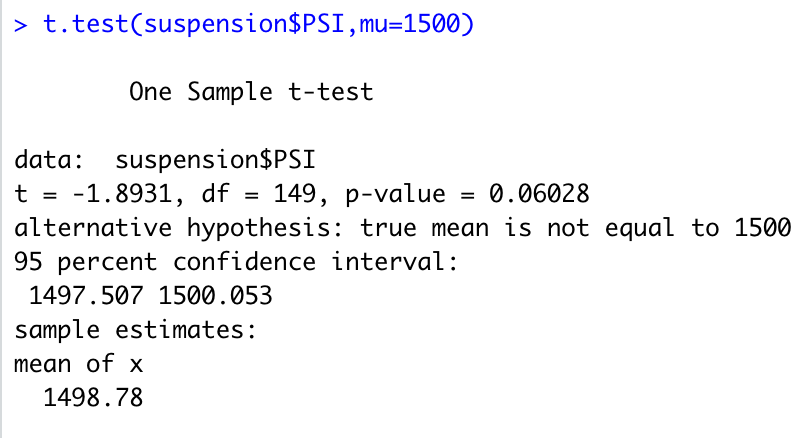 > t.test(suspension$PSI,mu=1500)
One Sample t-test
data:  suspension$PSI
t = -1.8931, df = 149, p-value = 0.06028
alternative hypothesis: true mean is not equal to 1500
95 percent confidence interval:
 1497.507 1500.053
sample estimates:
mean of x
  1498.78